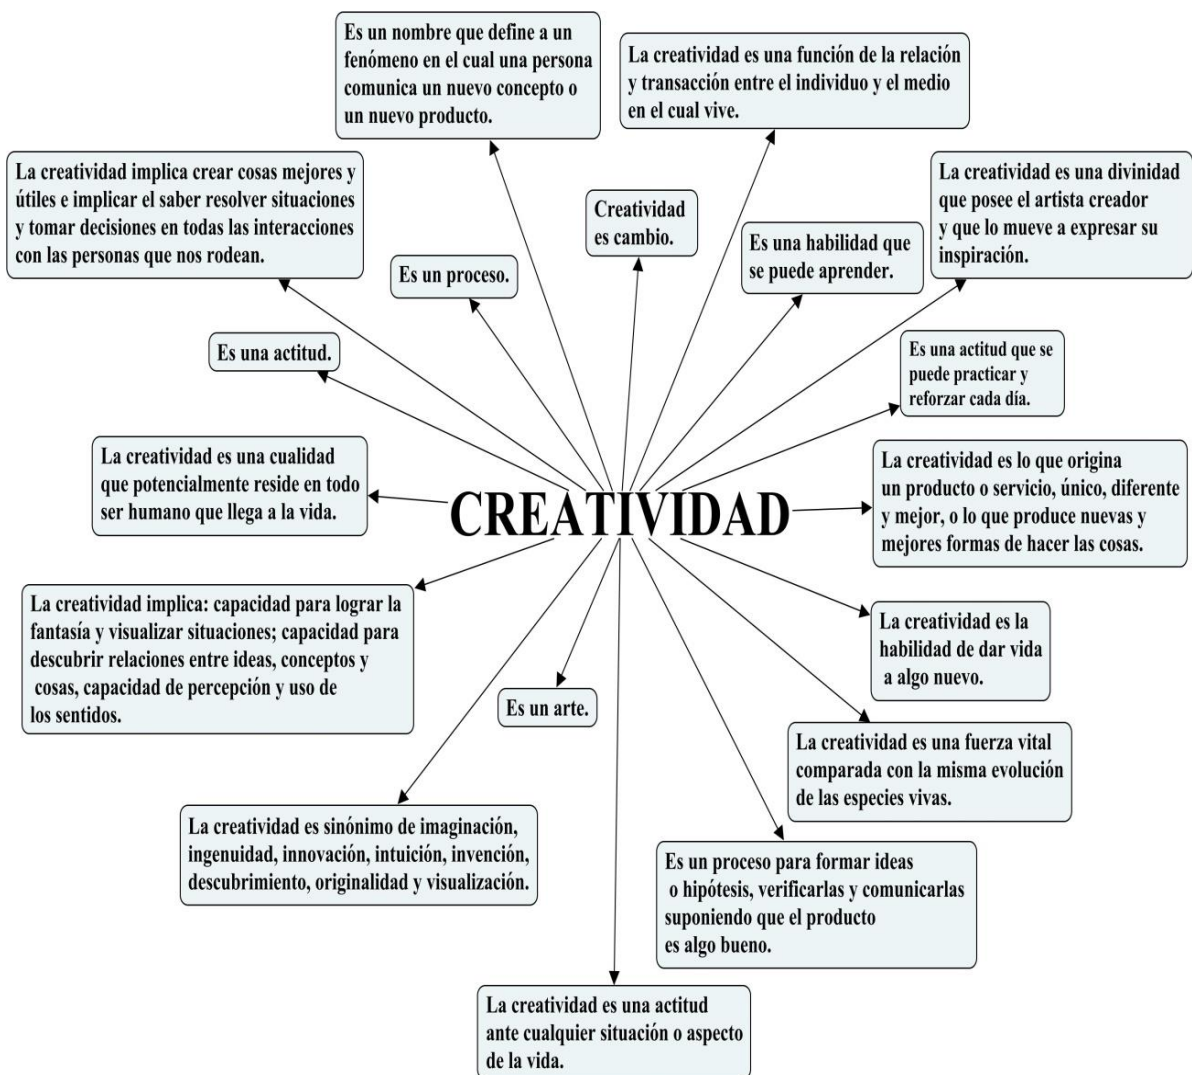 Es un nombre que define a un
fenómeno en el cual una persona
comunica un nuevo concepto o
un nuevo producto.
La creatividad es una función de la relación
y transacción entre el individuo y el medio
en el cual vive.
La creatividad implica crear cosas mejores y
útiles e implicar el saber resolver situaciones
y tomar decisiones en todas las interacciones
con las personas que nos rodean.
Creatividad
es cambio.
La creatividad es una divinidad
que posee el artista creador
y que lo mueve a expresar su
inspiración.
Es un proceso.
Es una habilidad que
se puede aprender.
Es una actitud.
Es una actitud que se
puede practicar y
reforzar cada día.
La creatividad es una cualidad
que potencialmente reside en todo
ser humano que llega a la vida.
CREATIVIDAD
La creatividad es lo que origina
un producto o servicio, único, diferente
y mejor, o lo que produce nuevas y
mejores formas de hacer las cosas.
La creatividad implica: capacidad para lograr la
fantasía y visualizar situaciones; capacidad para
descubrir relaciones entre ideas, conceptos y
cosas, capacidad de percepción y uso de
los sentidos.
La creatividad es la
habilidad de dar vida
a algo nuevo.
Es un arte.
La creatividad es una fuerza vital
comparada con la misma evolución
de las especies vivas.
La creatividad es sinónimo de imaginación,
ingenuidad, innovación, intuición, invención,
descubrimiento, originalidad y visualización.
Es un proceso para formar ideas
o hipótesis, verificarlas y comunicarlas
suponiendo que el producto
es algo bueno.
La creatividad es una actitud
ante cualquier situación o aspecto
de la vida.